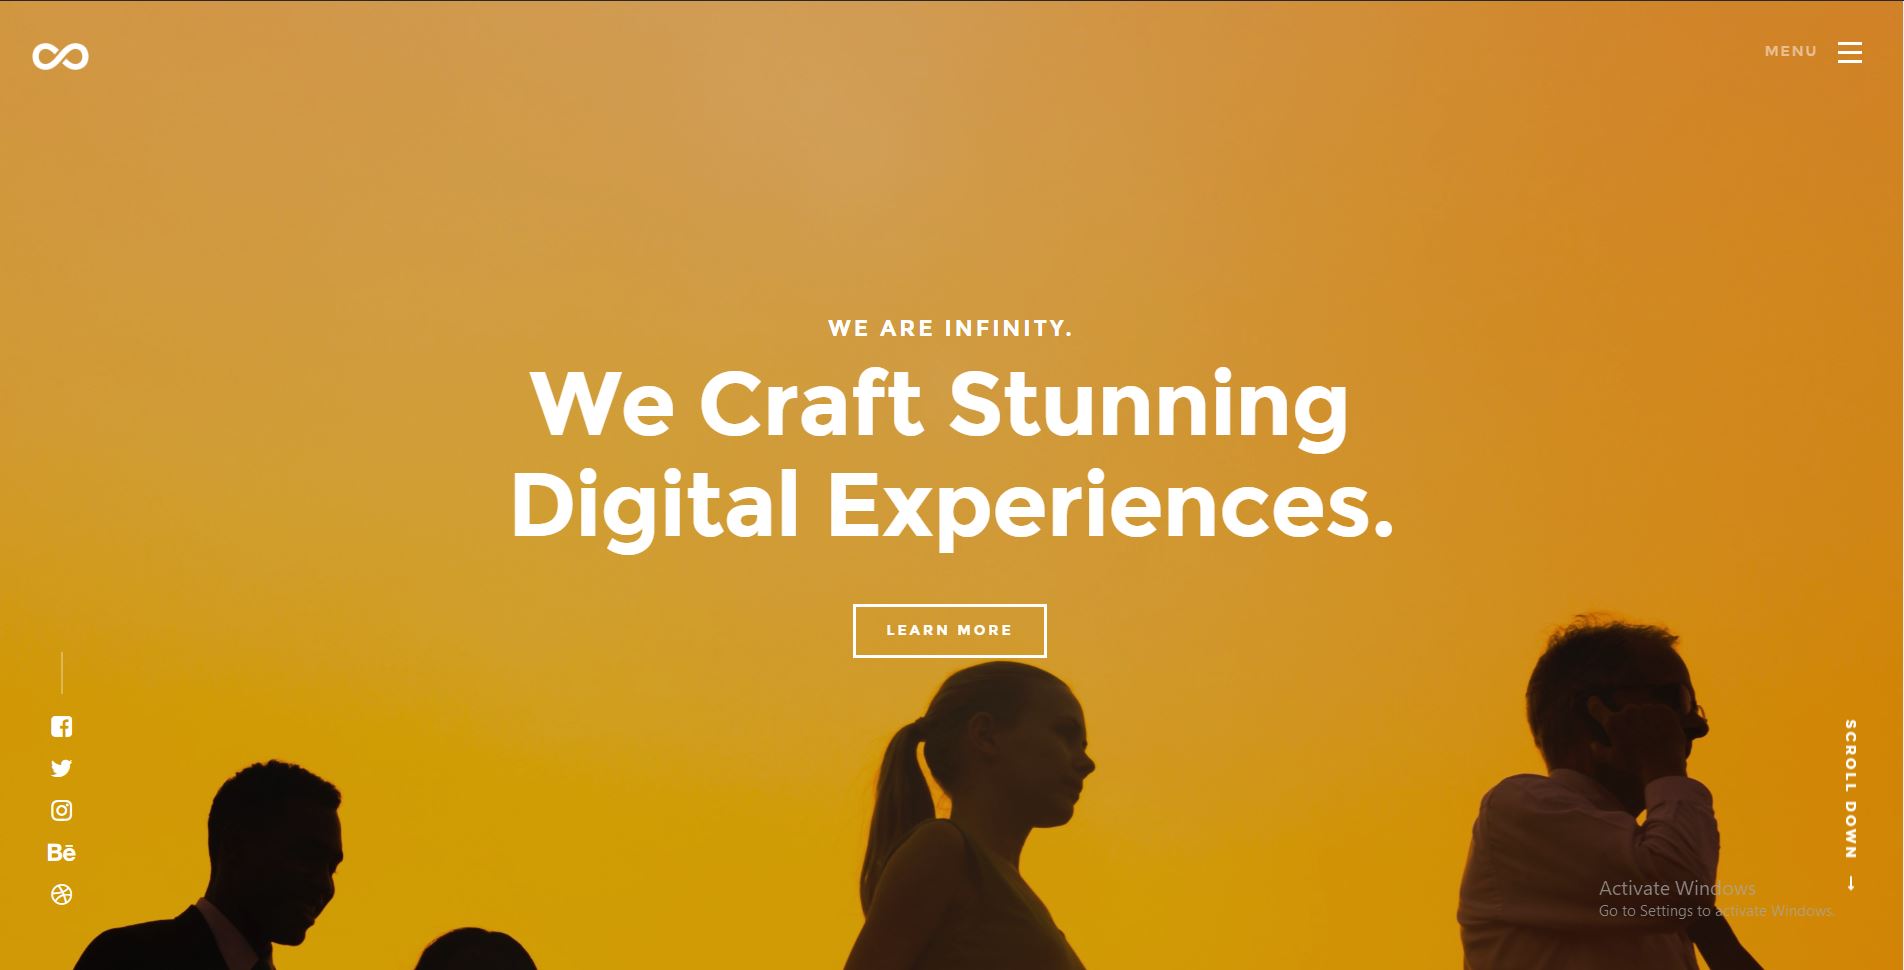 MENU
WE ARE INFINITY.
We Craft Stunning
Digital Experiences.
LEARN MORE
Bē
SCROLL DOWN
Activate Windows
Go to Settings to activate Windows.